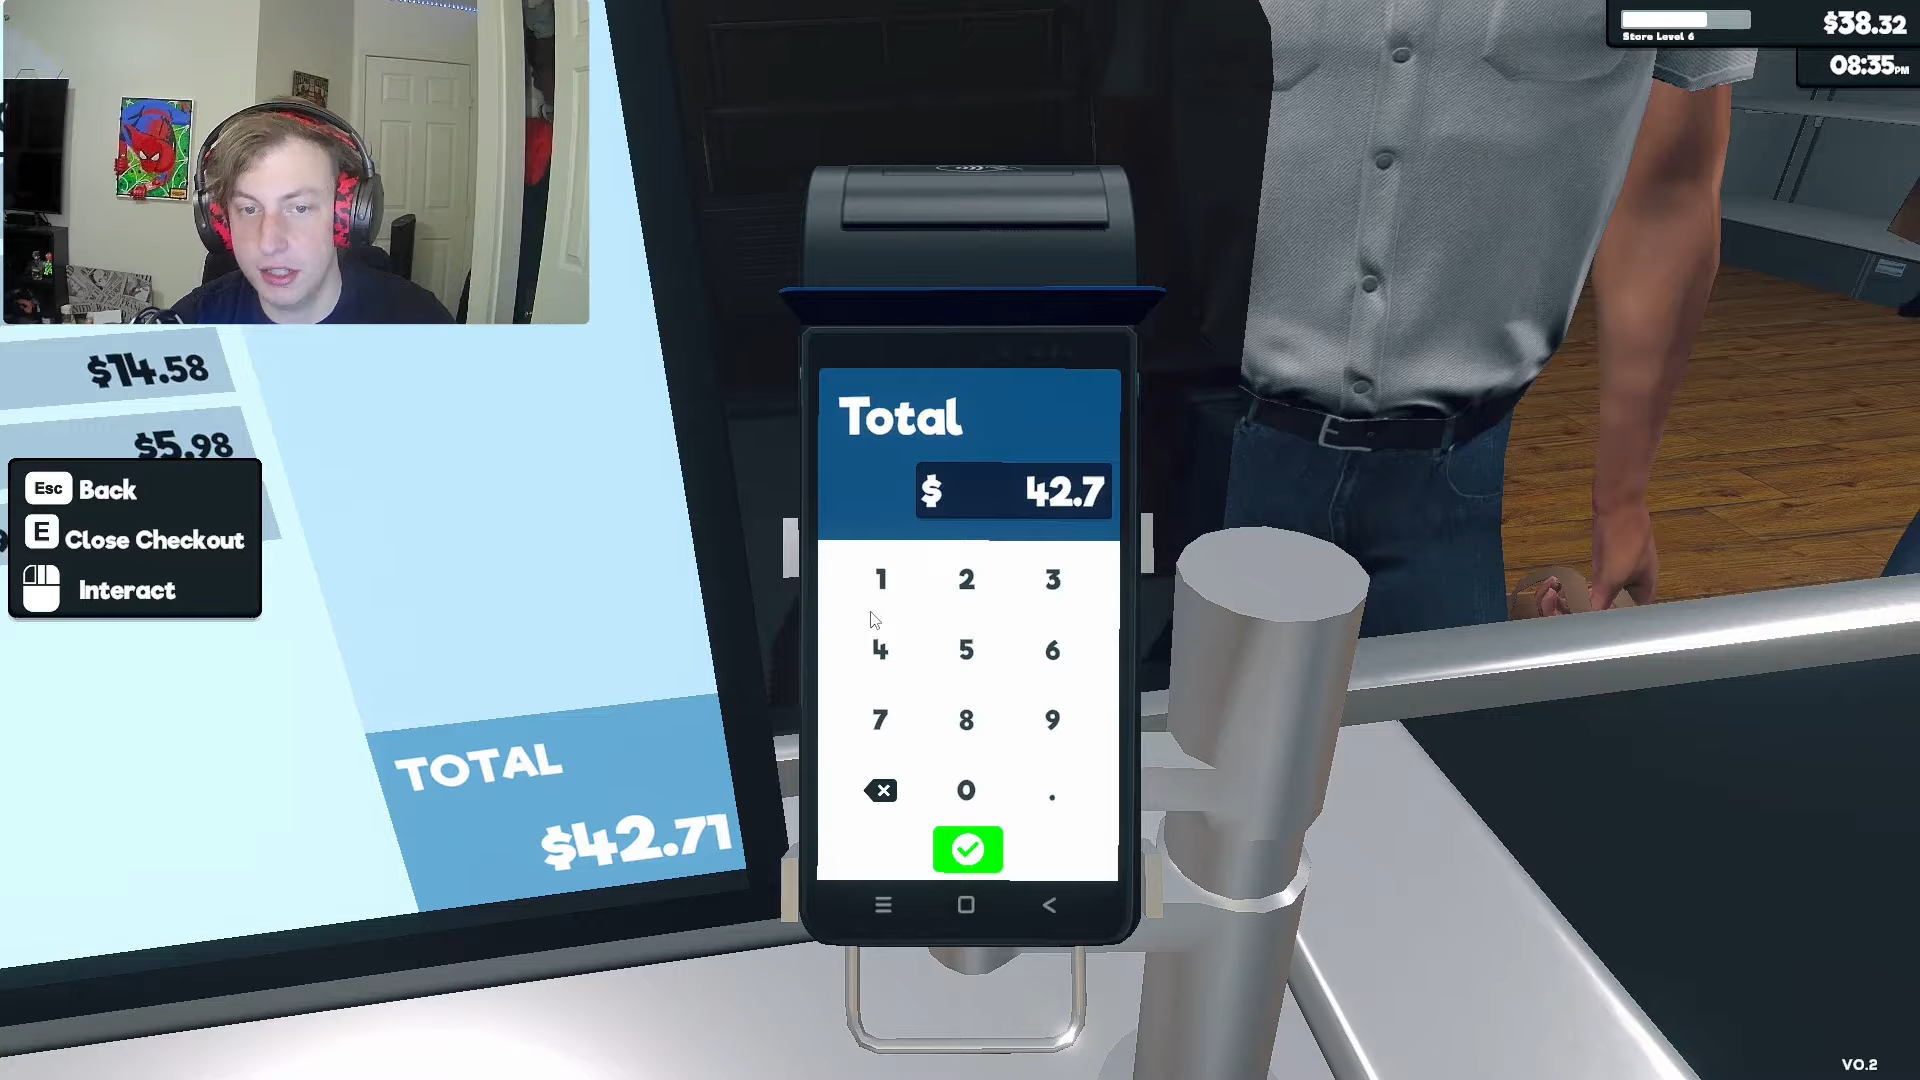 $38.32
Store Level 6
08:35PM
$14.58
$5.98
Esc Back
E Close Checkout
Interact
Total
$ 42.7
1 2 3
4 5 6
7 8 9
0 .
TOTAL
$42.71
V0.2